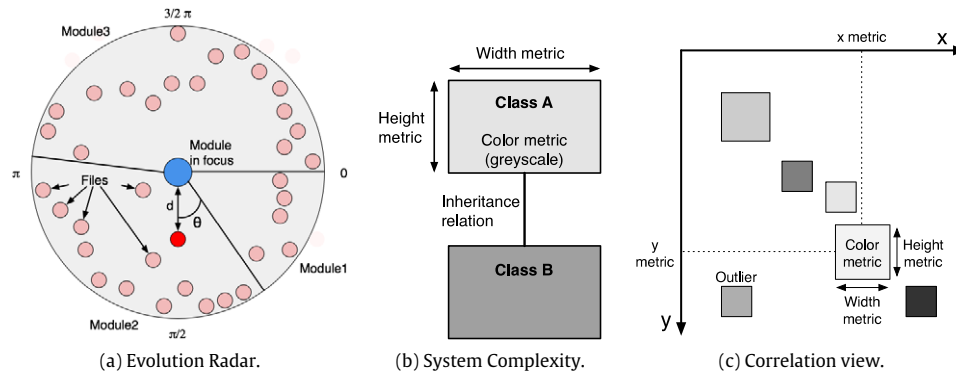 3/2 π
Module3
Module
in focus
π
0
Files
d
θ
Module1
Module2
π/2
(a) Evolution Radar.
Width metric
Height
metric
Class A
Color metric
(greyscale)
Inheritance
relation
Class B
(b) System Complexity.
x metric
x
y
metric
Color
metric
Height
metric
Outlier
Width
metric
y
(c) Correlation view.